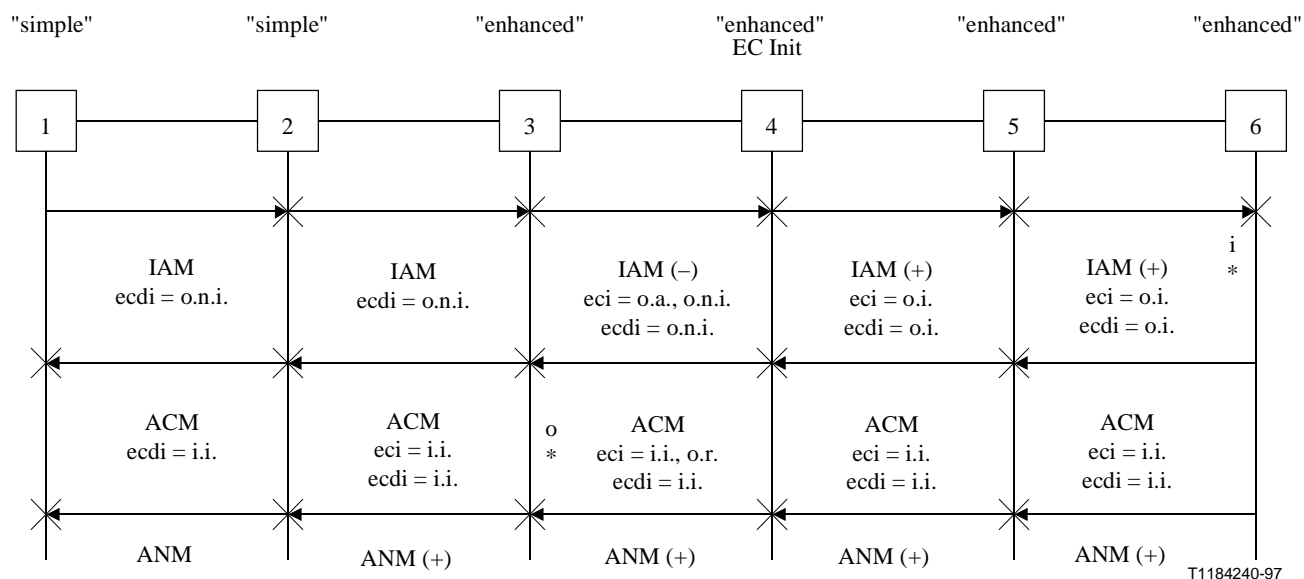 "simple"
"simple"
"enhanced"
"enhanced"
EC Init
"enhanced"
"enhanced"
1
2
3
4
5
6
IAM
ecdi = o.n.i.
IAM
ecdi = o.n.i.
IAM (–)
eci = o.a., o.n.i.
ecdi = o.n.i.
IAM (+)
eci = o.i.
ecdi = o.i.
IAM (+)
eci = o.i.
ecdi = o.i.
i
*
ACM
ecdi = i.i.
ACM
eci = i.i.
ecdi = i.i.
o
*
ACM
eci = i.i., o.r.
ecdi = i.i.
ACM
eci = i.i.
ecdi = i.i.
ACM
eci = i.i.
ecdi = i.i.
ANM
ANM (+)
ANM (+)
ANM (+)
ANM (+)
T1184240-97